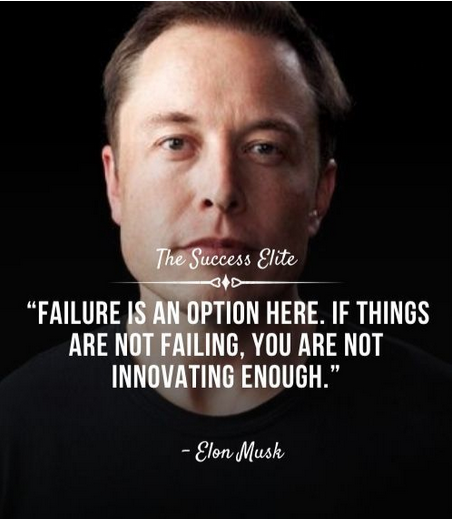 The Success Elite
“FAILURE IS AN OPTION HERE. IF THINGS
ARE NOT FAILING, YOU ARE NOT
INNOVATING ENOUGH.”
~ Elon Musk